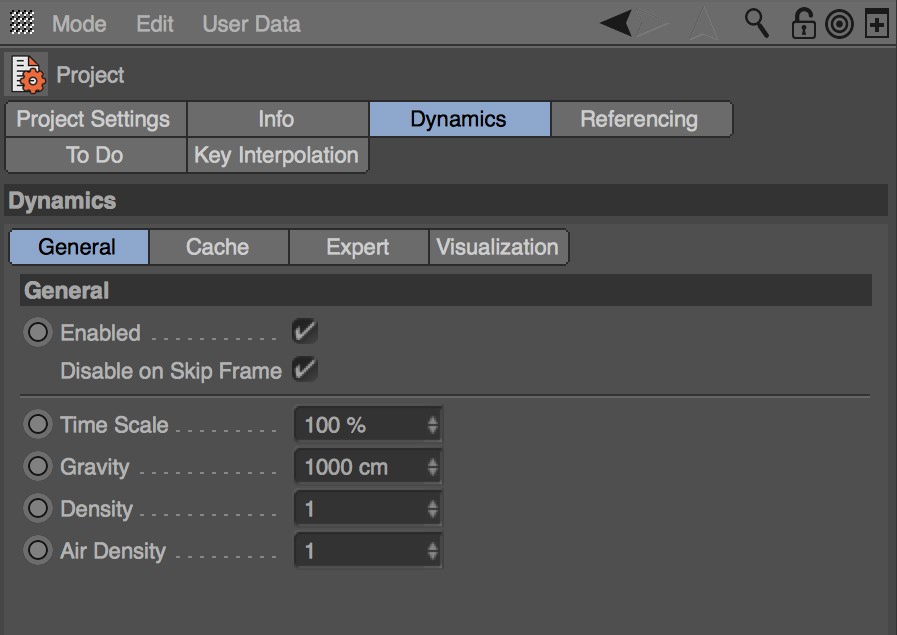 Mode Edit User Data
Project
Project Settings Info Dynamics Referencing
To Do Key Interpolation
Dynamics
General Cache Expert Visualization
General
Enabled
Disable on Skip Frame
Time Scale 100 %
Gravity 1000 cm
Density 1
Air Density 1